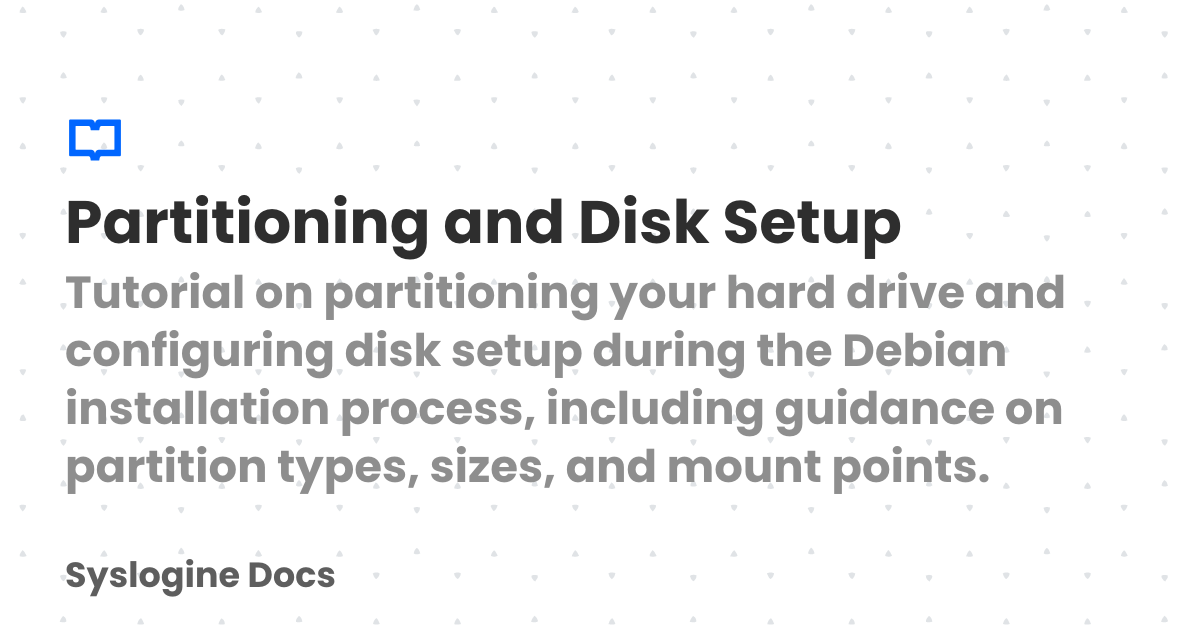 Partitioning and Disk Setup
Tutorial on partitioning your hard drive and
configuring disk setup during the Debian
installation process, including guidance on
partition types, sizes, and mount points.
Syslogine Docs